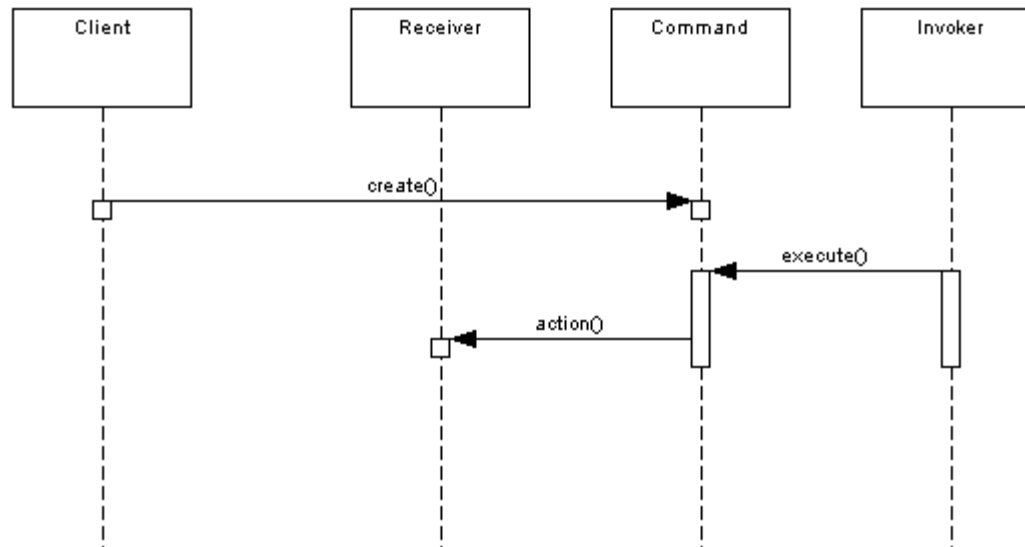 Client
Receiver
Command
Invoker
create()
execute()
action()